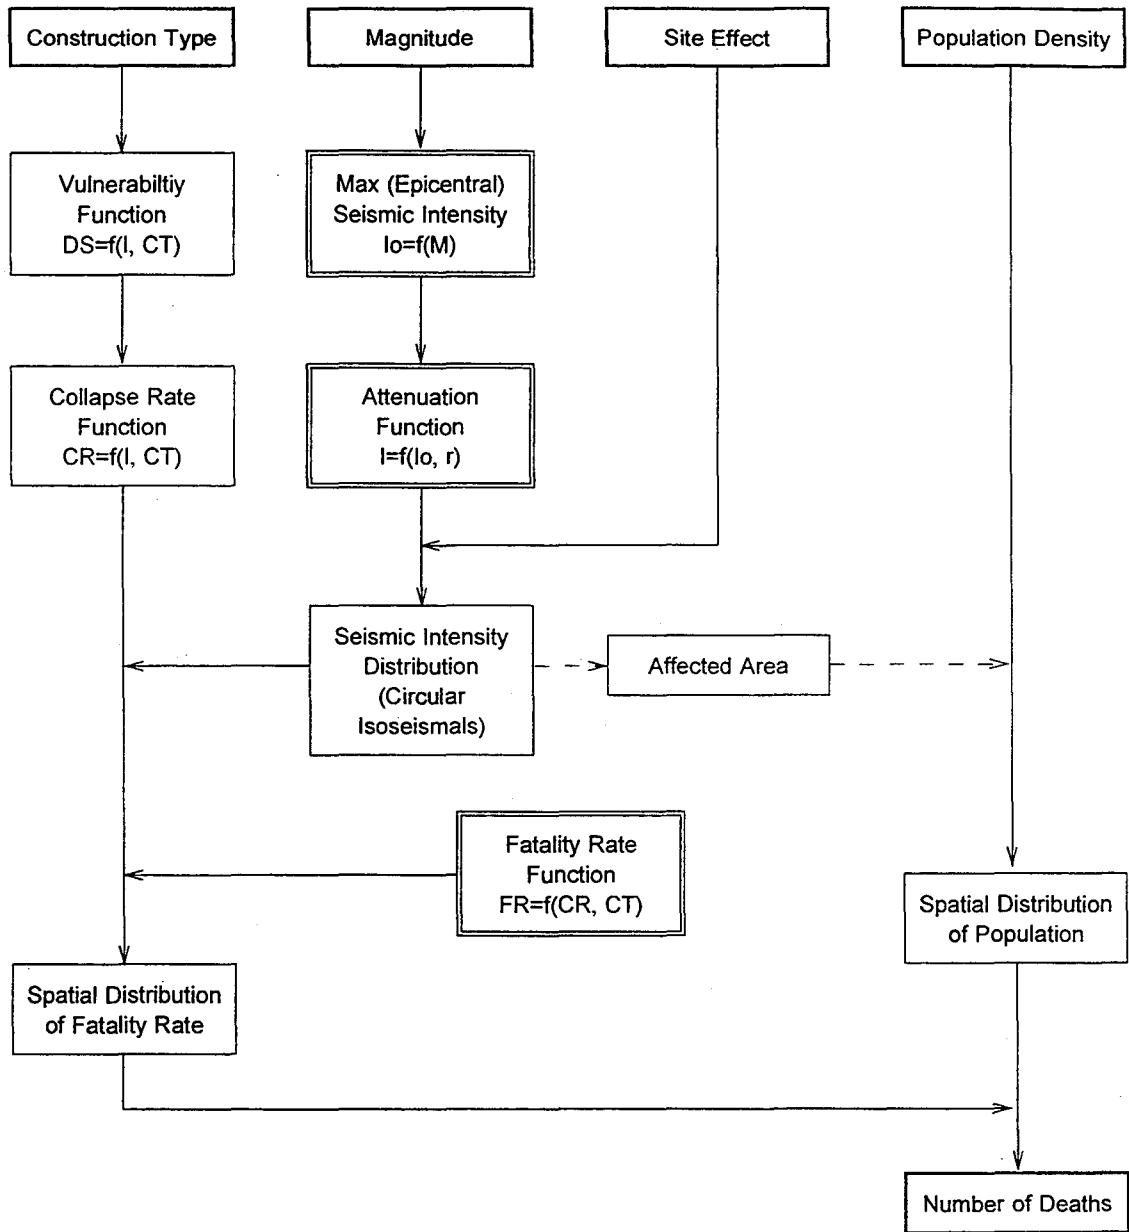 Construction Type
Magnitude
Site Effect
Population Density
Vulnerabiltiy
Function
DS=f(I, CT)
Max (Epicentral)
Seismic Intensity
Io=f(M)
Collapse Rate
Function
CR=f(I, CT)
Attenuation
Function
I=f(Io, r)
Seismic Intensity
Distribution
(Circular
Isoseismals)
Affected Area
Fatality Rate
Function
FR=f(CR, CT)
Spatial Distribution
of Population
Spatial Distribution
of Fatality Rate
Number of Deaths